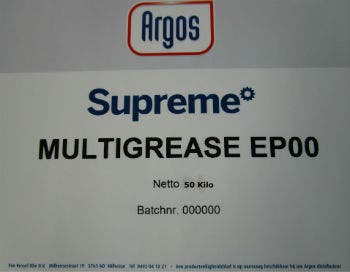 Argos
Supreme
MULTIGREASE EP00
Netto 50 Kilo
Batchnr. 000000